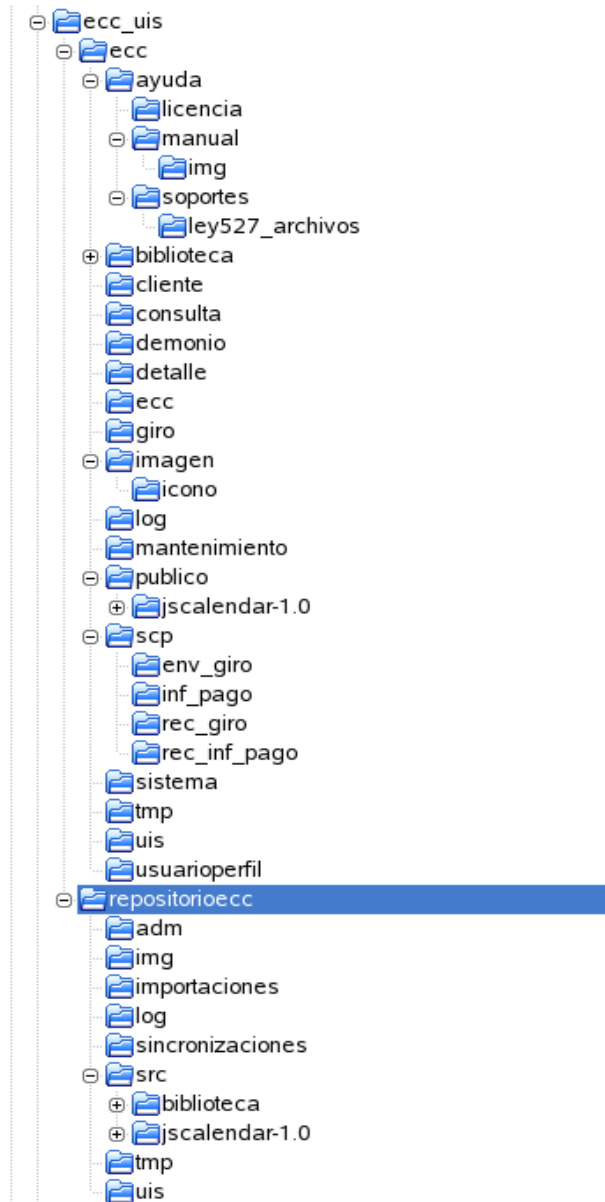 ecc_uis
ecc
ayuda
licencia
manual
img
soportes
ley527_archivos
biblioteca
cliente
consulta
demonio
detalle
ecc
giro
imagen
icono
log
mantenimiento
publico
jscalendar-1.0
scp
env_giro
inf_pago
rec_giro
rec_inf_pago
sistema
tmp
uis
usuarioperfil
repositorioecc
adm
img
importaciones
log
sincronizaciones
src
biblioteca
jscalendar-1.0
tmp
uis